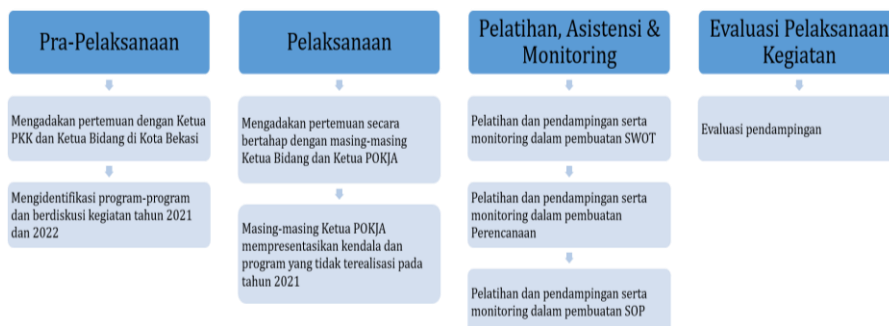 Pra-Pelaksanaan
Mengadakan pertemuan dengan Ketua
PKK dan Ketua Bidang di Kota Bekasi
Mengidentifikasi program-program
dan berdiskusi kegiatan tahun 2021
dan 2022
Pelaksanaan
Mengadakan pertemuan secara
bertahap dengan masing-masing
Ketua Bidang dan Ketua POKJA
Masing-masing Ketua POKJA
mempresentasikan kendala dan
program yang tidak terealisasi pada
tahun 2021
Pelatihan, Asistensi &
Monitoring
Pelatihan dan pendampingan serta
monitoring dalam pembuatan SWOT
Pelatihan dan pendampingan serta
monitoring dalam pembuatan
Perencanaan
Pelatihan dan pendampingan serta
monitoring dalam pembuatan SOP
Evaluasi Pelaksanaan
Kegiatan
Evaluasi pendampingan